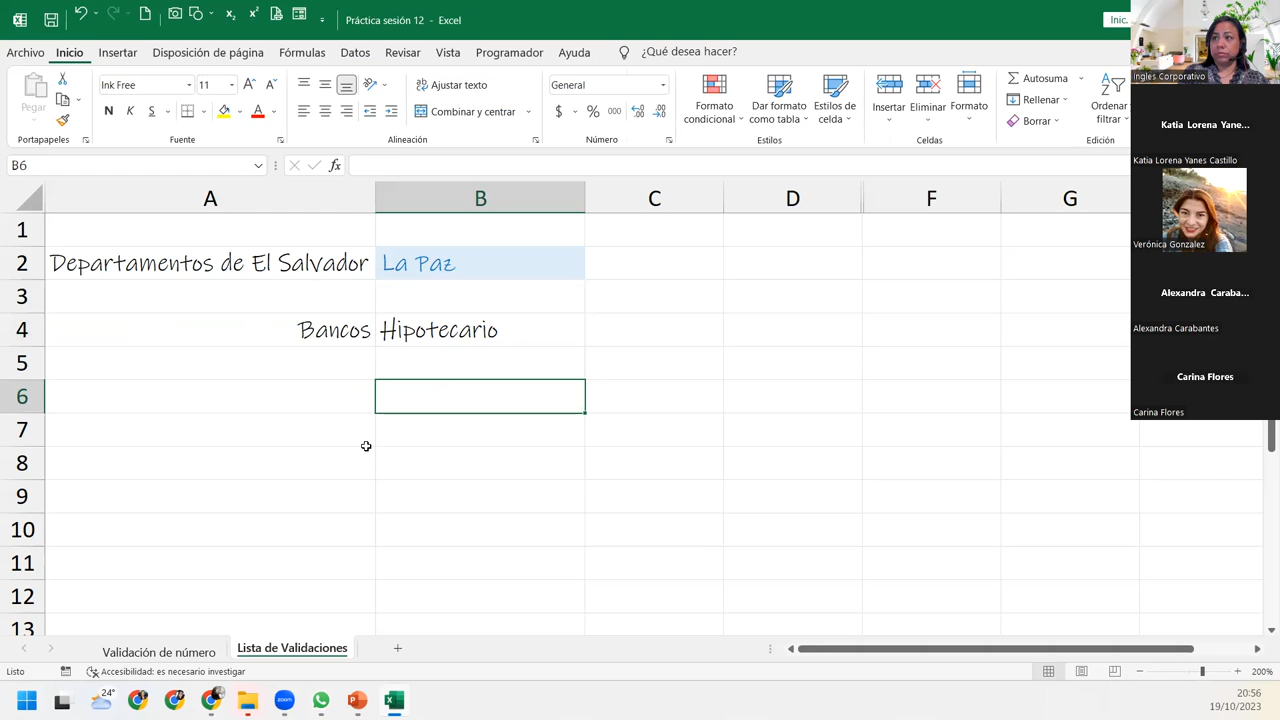 Práctica sesión 12 - Excel
Inic.
Archivo Inicio Insertar Disposición de página Fórmulas Datos Revisar Vista Programador Ayuda ¿Qué desea hacer?
Pegar
Ink Free 11
N K S
Ajustar texto
Combinar y centrar
General
$ % 000
Formato condicional
Dar formato como tabla
Estilos de celda
Insertar
Eliminar
Formato
Autosuma
Rellenar
Borrar
Ordenar filtrar
Portapapeles Fuente Alineación Número Estilos Celdas Edición
B6
fx
A B C D F G
1
2 Departamentos de El Salvador La Paz
3
4 Bancos Hipotecario
5
6
7
8
9
10
11
12
13
Validación de número Lista de Validaciones
Listo Accesibilidad: es necesario investigar 200%
24°
zoom
20:56
19/10/2023
Ingles Corporativo
Katia Lorena Yane...
Katia Lorena Yanes Castillo
Verónica Gonzalez
Alexandra Caraba...
Alexandra Carabantes
Carina Flores
Carina Flores